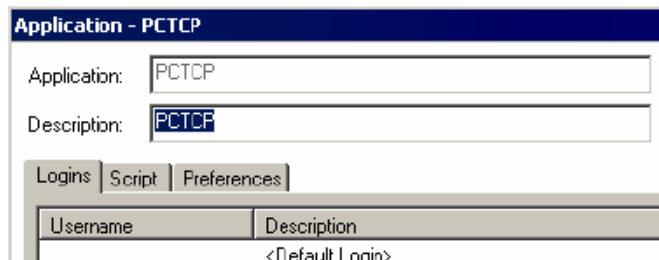 Application - PCTCP
Application: PCTCP
Description: PCTCP
Logins Script Preferences
Username Description
<Default Login>